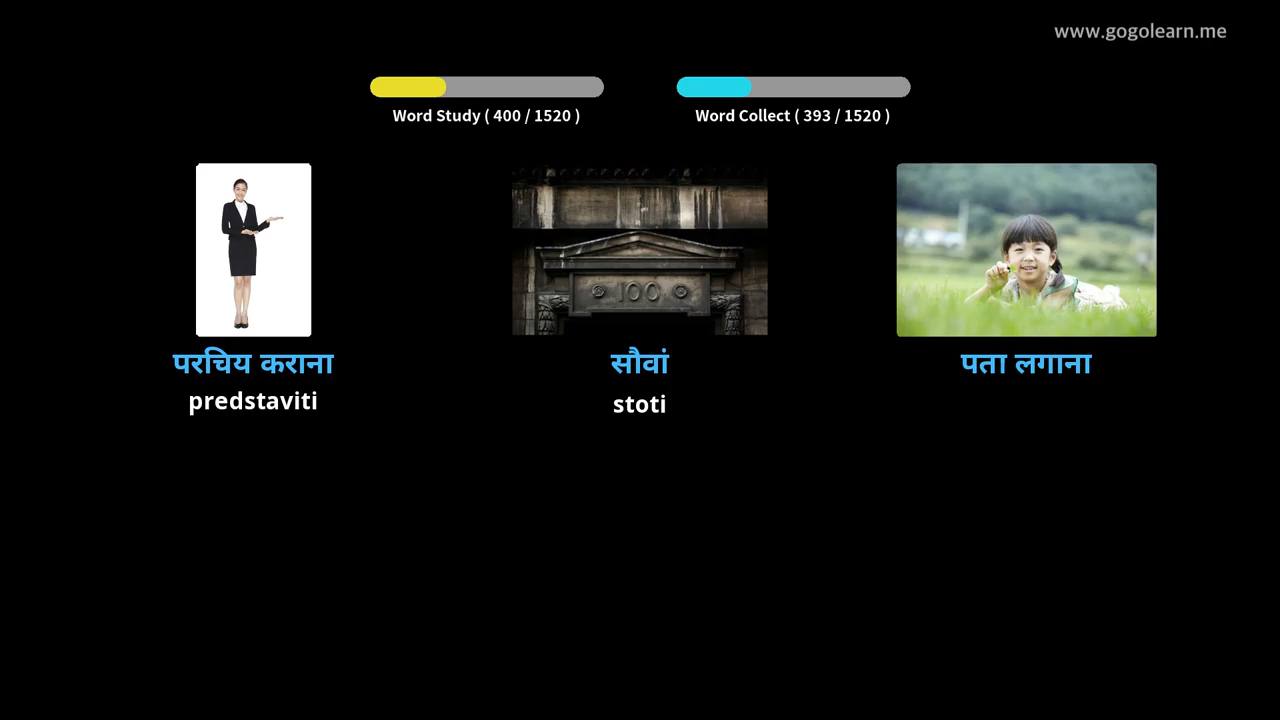 www.gogolearn.me
Word Study ( 400 / 1520 )
Word Collect ( 393 / 1520 )
100
परिचय कराना
सौवां
पता लगाना
predstaviti
stoti